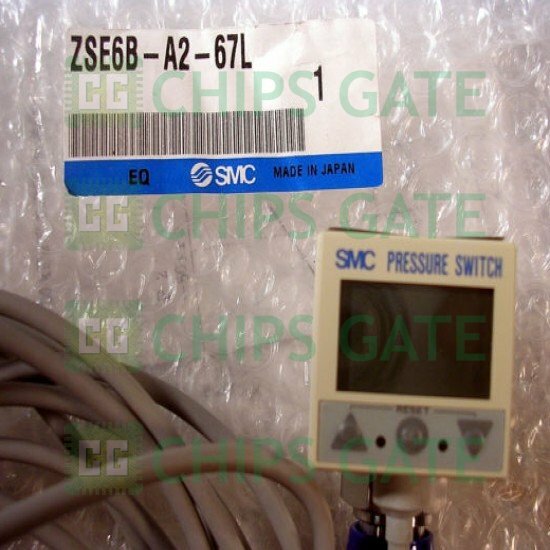 ZSE6B-A2-67L
1
EQ SMC MADE IN JAPAN
SMC PRESSURE SWITCH
RESET
CHIPS GATE
CHIPS GATE
CHIPS GATE
CHIPS GATE